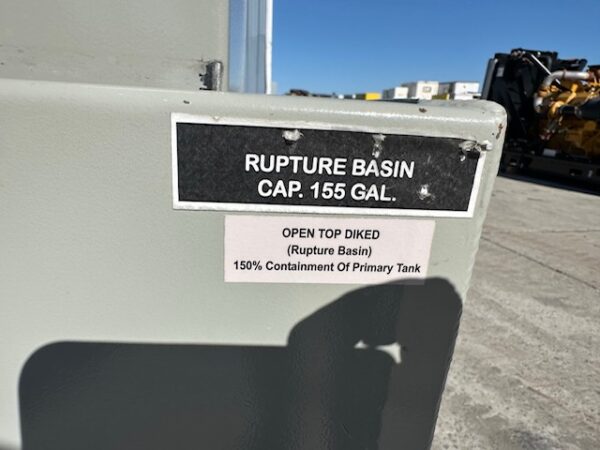 RUPTURE BASIN
CAP. 155 GAL.
OPEN TOP DIKED
(Rupture Basin)
150% Containment Of Primary Tank